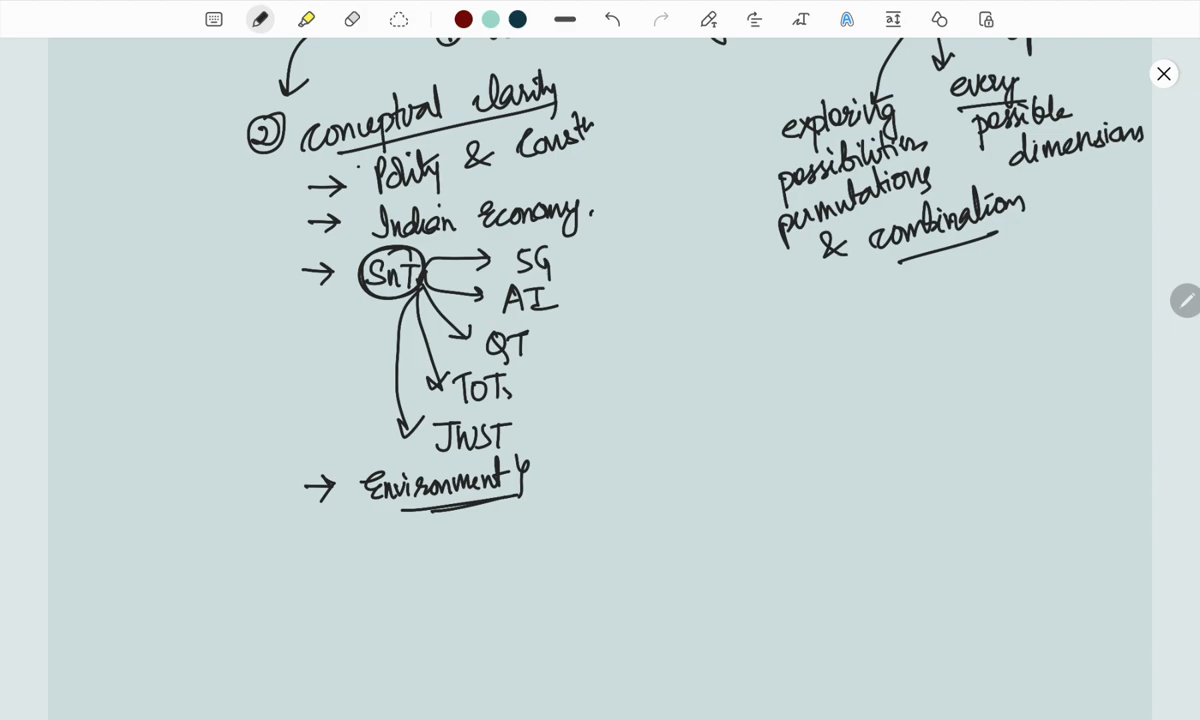 ② conceptual clarity
→ Polity & Constn
→ Indian Economy.
→ SnT → 5G
→ AI
→ QT
→ TOTs
→ JWST
→ Environment
exploring
possibilities
permutations
& combination
every
possible
dimensions